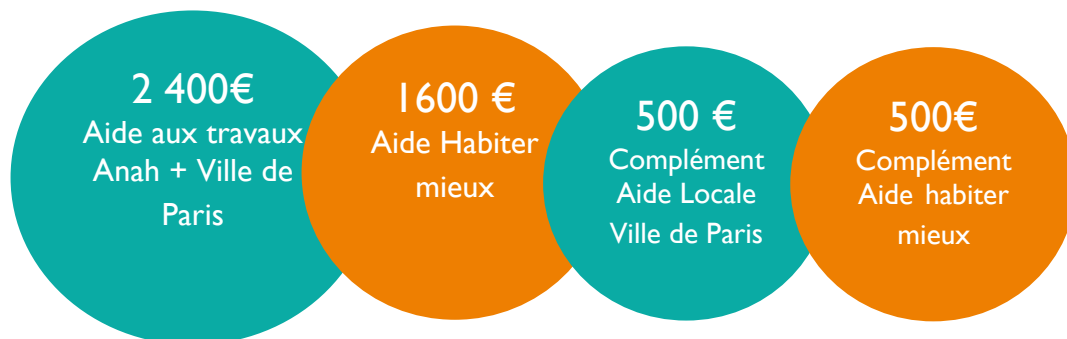 2 400€
Aide aux travaux
Anah + Ville de
Paris
1600 €
Aide Habiter
mieux
500 €
Complément
Aide Locale
Ville de Paris
500€
Complément
Aide habiter
mieux